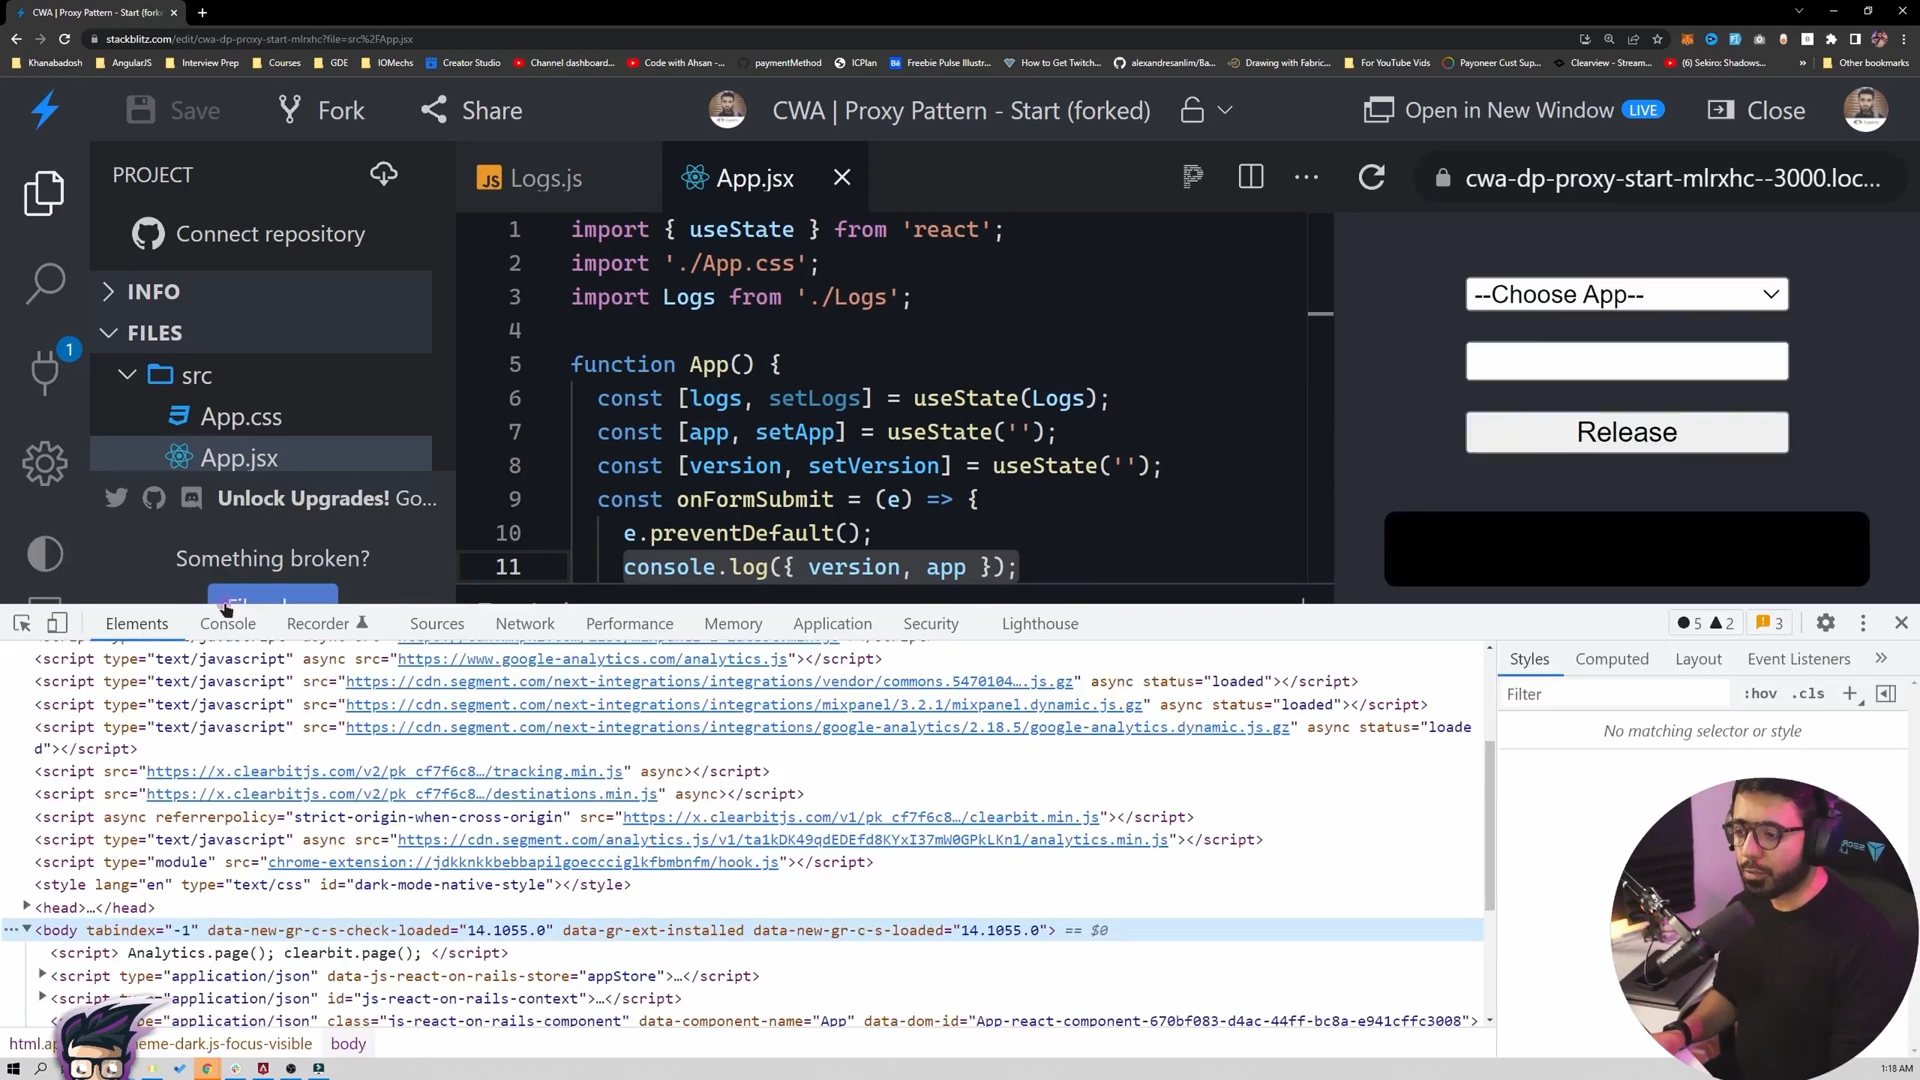 CWA | Proxy Pattern - Start (fork
stackblitz.com/edit/cwa-dp-proxy-start-mlrxhc?file=src%2FApp.jsx
Khanabadosh
AngularJS
Interview Prep
Courses
GDE
IOMechs
Creator Studio
Channel dashboard...
Code with Ahsan -...
paymentMethod
ICPlan
Freebie Pulse Illustr...
How to Get Twitch...
alexandresanlim/Ba...
Drawing with Fabric...
For YouTube Vids
Payoneer Cust Sup...
Clearview - Stream...
(6) Sekiro: Shadows...
»
Other bookmarks
Save
Fork
Share
CWA | Proxy Pattern - Start (forked)
Open in New Window
LIVE
Close
PROJECT
Connect repository
INFO
FILES
src
App.css
App.jsx
1
Unlock Upgrades! Go...
Something broken?
JS Logs.js
App.jsx
cwa-dp-proxy-start-mlrxhc--3000.loc...
1 import { useState } from 'react';
2 import './App.css';
3 import Logs from './Logs';
4
5 function App() {
6 const [logs, setLogs] = useState(Logs);
7 const [app, setApp] = useState('');
8 const [version, setVersion] = useState('');
9 const onFormSubmit = (e) => {
10 e.preventDefault();
11 console.log({ version, app });
--Choose App--
Release
Elements
Console
Recorder
Sources
Network
Performance
Memory
Application
Security
Lighthouse
5
2
3
<script type="text/javascript" async src="https://www.google-analytics.com/analytics.js"></script>
<script type="text/javascript" src="https://cdn.segment.com/next-integrations/integrations/vendor/commons.5470104….js.gz" async status="loaded"></script>
<script type="text/javascript" src="https://cdn.segment.com/next-integrations/integrations/mixpanel/3.2.1/mixpanel.dynamic.js.gz" async status="loaded"></script>
<script type="text/javascript" src="https://cdn.segment.com/next-integrations/integrations/google-analytics/2.18.5/google-analytics.dynamic.js.gz" async status="loade
d"></script>
<script src="https://x.clearbitjs.com/v2/pk_cf7f6c8…/tracking.min.js" async></script>
<script src="https://x.clearbitjs.com/v2/pk_cf7f6c8…/destinations.min.js" async></script>
<script async referrerpolicy="strict-origin-when-cross-origin" src="https://x.clearbitjs.com/v1/pk_cf7f6c8…/clearbit.min.js"></script>
<script type="text/javascript" async src="https://cdn.segment.com/analytics.js/v1/ta1kDK49qdEDEfd8KYxI37mW0GPkLKn1/analytics.min.js"></script>
<script type="module" src="chrome-extension://jdkknkkbebbapilgoeccciglkfbmbnfm/hook.js"></script>
<style lang="en" type="text/css" id="dark-mode-native-style"></style>
<head>…</head>
<body tabindex="-1" data-new-gr-c-s-check-loaded="14.1055.0" data-gr-ext-installed data-new-gr-c-s-loaded="14.1055.0"> == $0
<script> Analytics.page(); clearbit.page(); </script>
<script type="application/json" data-js-react-on-rails-store="appStore">…</script>
<script type="application/json" id="js-react-on-rails-context">…</script>
"application/json" class="js-react-on-rails-component" data-component-name="App" data-dom-id="App-react-component-670bf083-d4ac-44ff-bc8a-e941cffc3008">
eme-dark.js-focus-visible
body
Styles
Computed
Layout
Event Listeners
Filter
:hov
.cls
No matching selector or style
1:18 AM